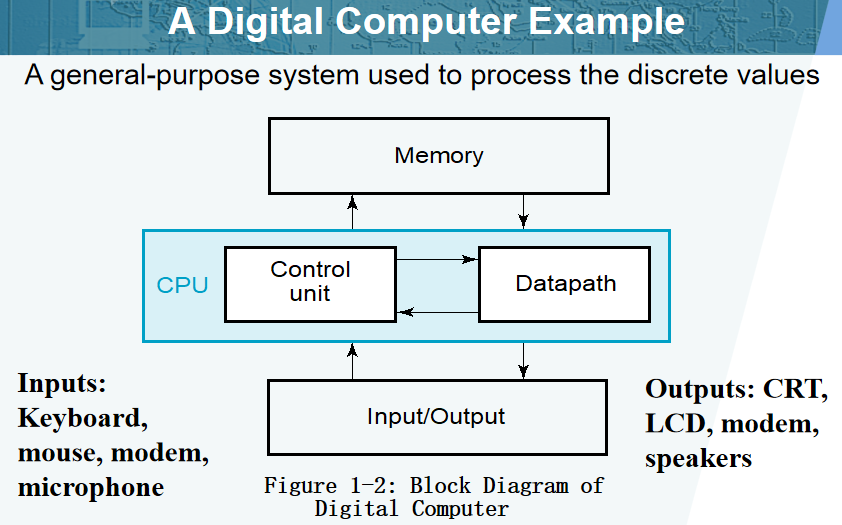 A Digital Computer Example
A general-purpose system used to process the discrete values
Memory
CPU
Control
unit
Datapath
Inputs:
Keyboard,
mouse, modem,
microphone
Input/Output
Outputs: CRT,
LCD, modem,
speakers
Figure 1-2: Block Diagram of
Digital Computer